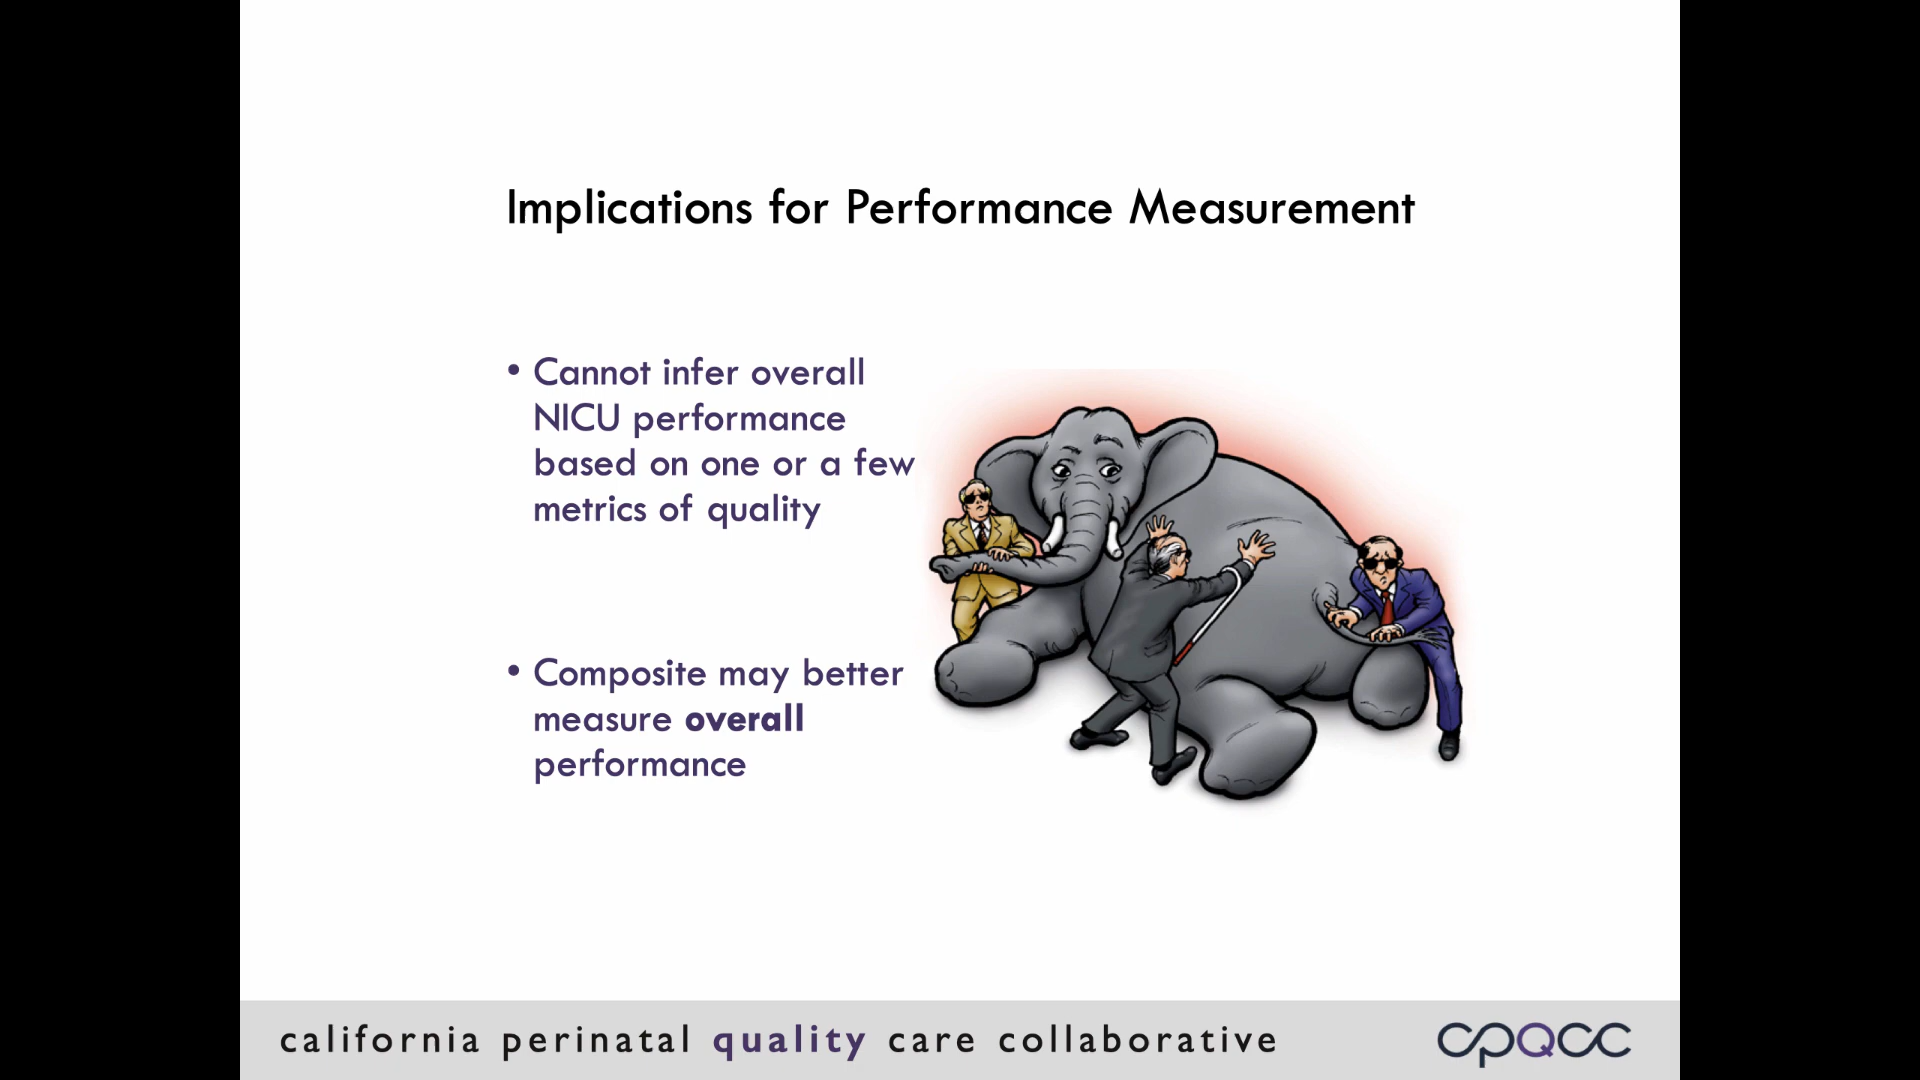 Implications for Performance Measurement
• Cannot infer overall
NICU performance
based on one or a few
metrics of quality
• Composite may better
measure overall
performance
california perinatal quality care collaborative
cpqcc